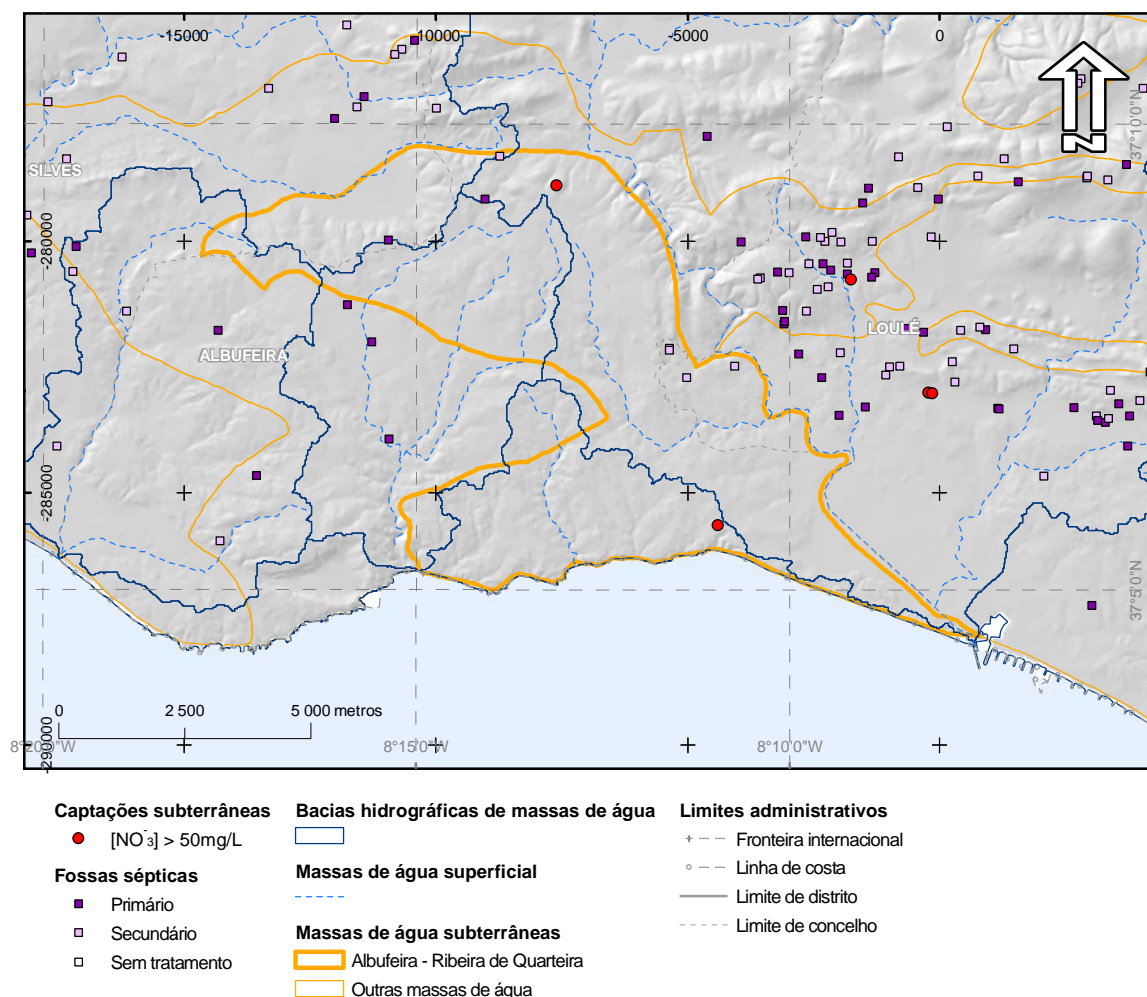 -15000
-10000
-5000
0
37°10'0"N
N
SILVES
-280000
ALBUFEIRA
LOULÉ
-285000
37°5'0"N
0
2 500
5 000 metros
-290000
8°20'0"W
8°15'0"W
8°10'0"W
Captações subterrâneas
[NO⁻₃] > 50mg/L
Fossas sépticas
Primário
Secundário
Sem tratamento
Bacias hidrográficas de massas de água
Massas de água superficial
Massas de água subterrâneas
Albufeira - Ribeira de Quarteira
Outras massas de água
Limites administrativos
Fronteira internacional
Linha de costa
Limite de distrito
Limite de concelho